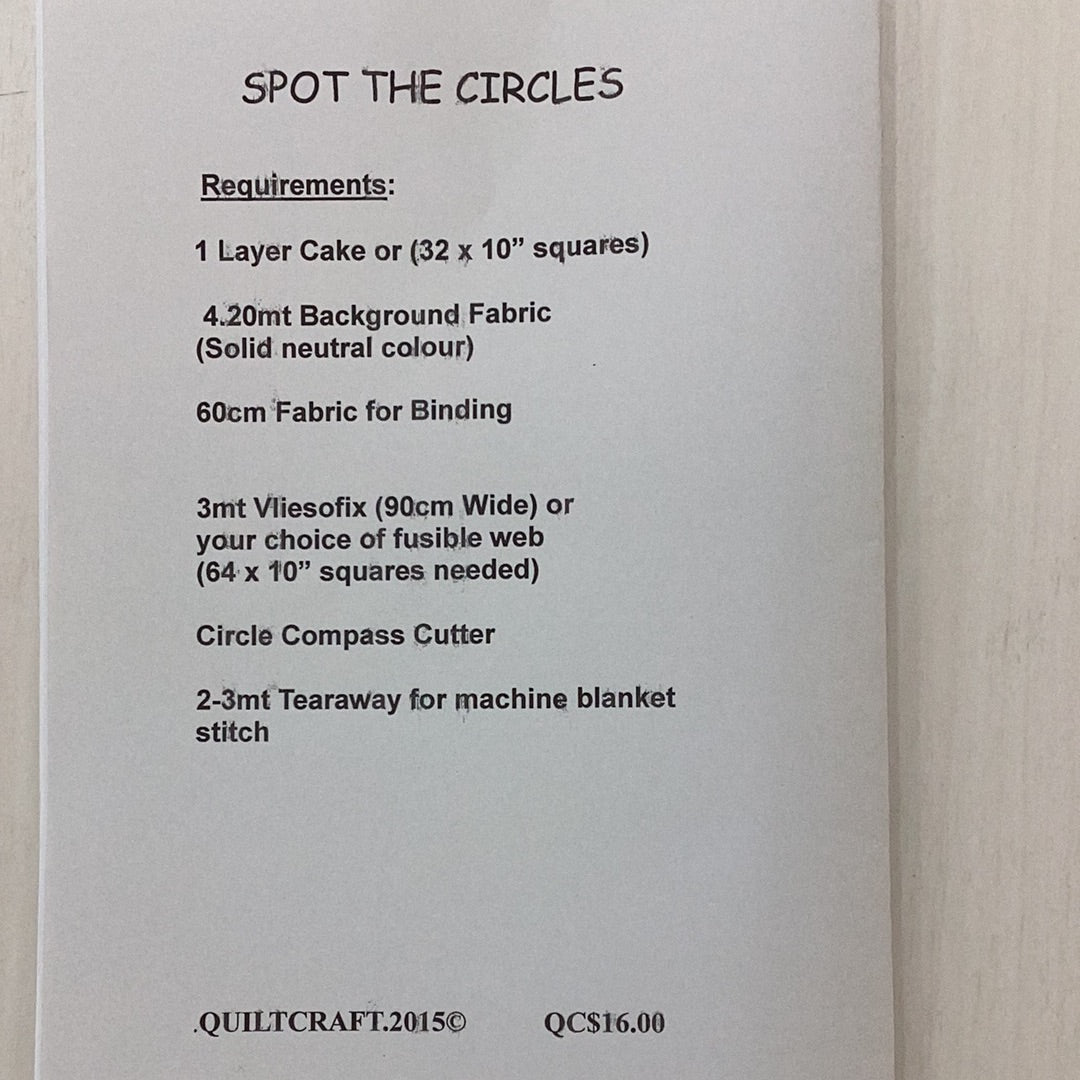 SPOT THE CIRCLES
Requirements:
1 Layer Cake or (32 x 10” squares)
4.20mt Background Fabric
(Solid neutral colour)
60cm Fabric for Binding
3mt Vliesofix (90cm Wide) or
your choice of fusible web
(64 x 10” squares needed)
Circle Compass Cutter
2-3mt Tearaway for machine blanket
stitch
.QUILTCRAFT.2015© QC$16.00